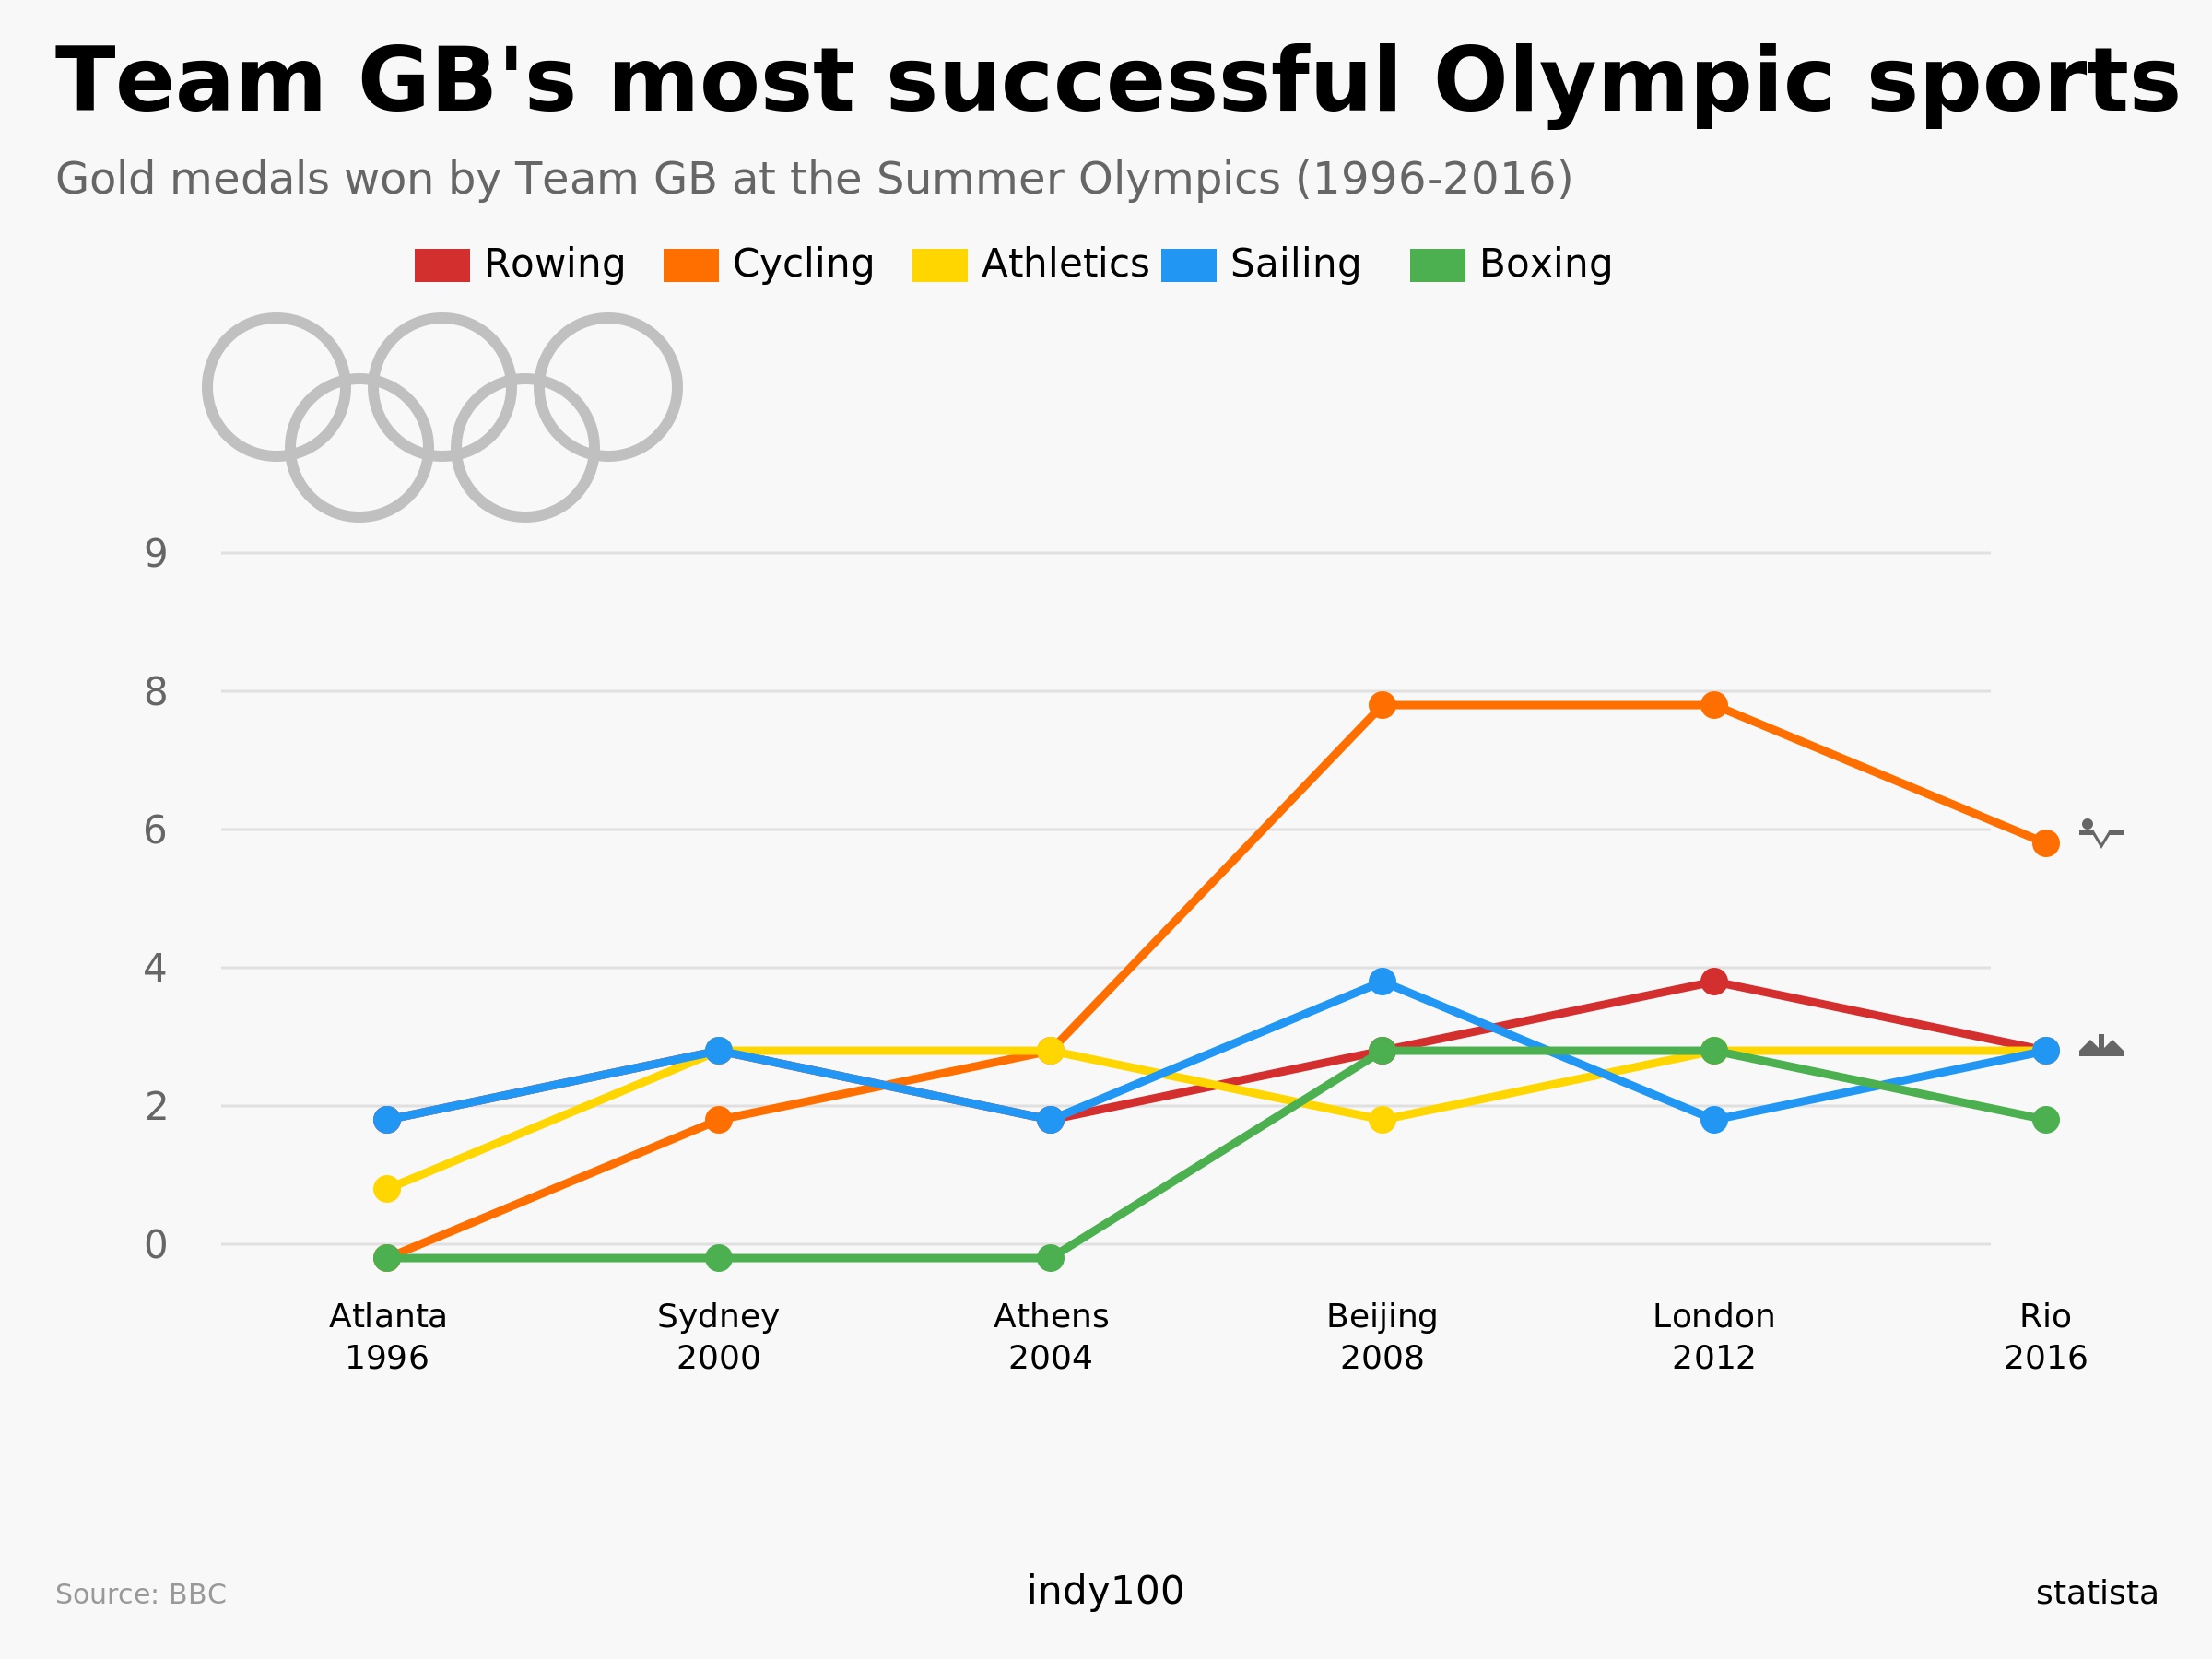 Team GB's most successful Olympic sports
Gold medals won by Team GB at the Summer Olympics (1996-2016)
Rowing Cycling Athletics Sailing Boxing
9
8
6
4
2
0
Atlanta Sydney Athens Beijing London Rio
1996 2000 2004 2008 2012 2016
Source: BBC indy100 statista